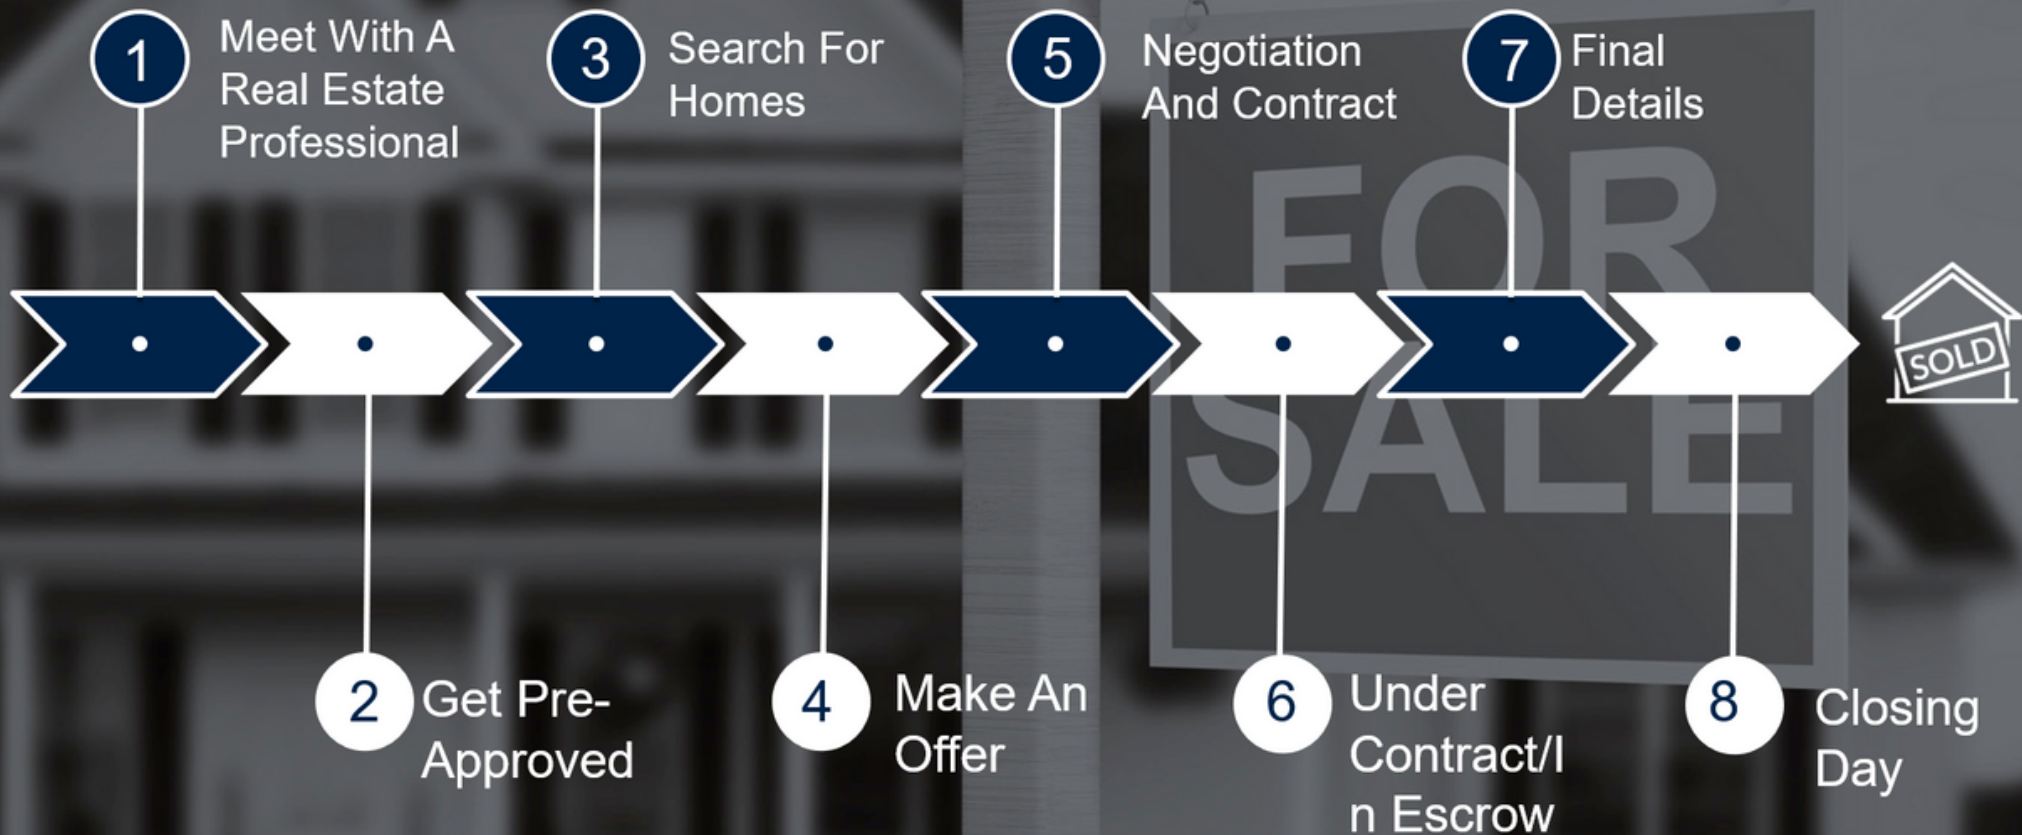 1
Meet With A
Real Estate
Professional
3
Search For
Homes
5
Negotiation
And Contract
7
Final
Details
FOR
SALE
SOLD
2
Get Pre-
Approved
4
Make An
Offer
6
Under
Contract/I
n Escrow
8
Closing
Day